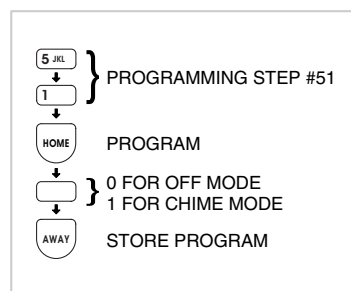 5 JKL
1
PROGRAMMING STEP #51
HOME PROGRAM
0 FOR OFF MODE
1 FOR CHIME MODE
AWAY STORE PROGRAM